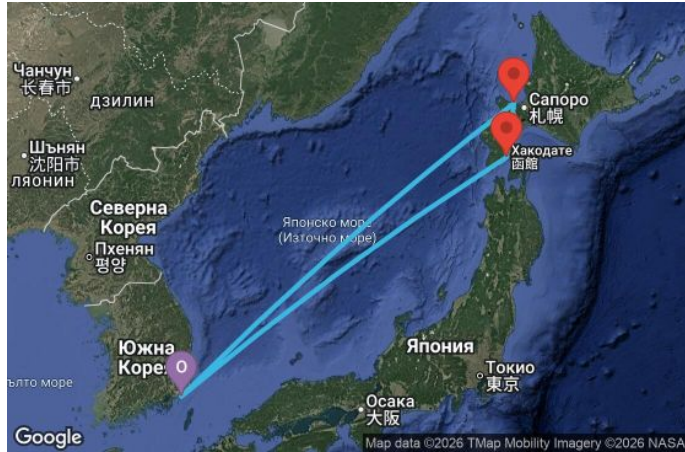 Чанчун
长春市
ДЗИЛИН
Шънян
沈阳市
ЛЯОНИН
Северна
Корея
Пхенян
평양
Южна
Корея
О
ълто море
Японско море
(Източно море)
Сапоро
札幌
Хакодате
函館
Япония
Токио
東京
Осака
大阪
Google
Map data ©2026 TMap Mobility Imagery ©2026 NASA